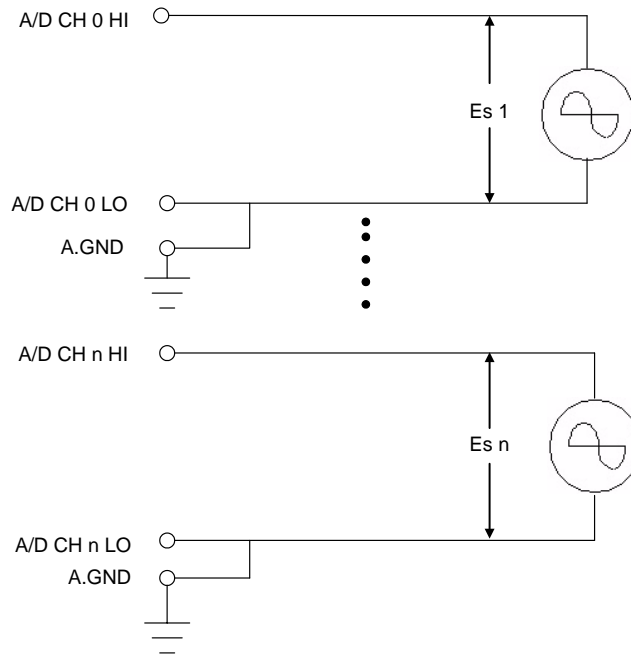 A/D CH 0 HI
Es 1
A/D CH 0 LO
A.GND
A/D CH n HI
Es n
A/D CH n LO
A.GND